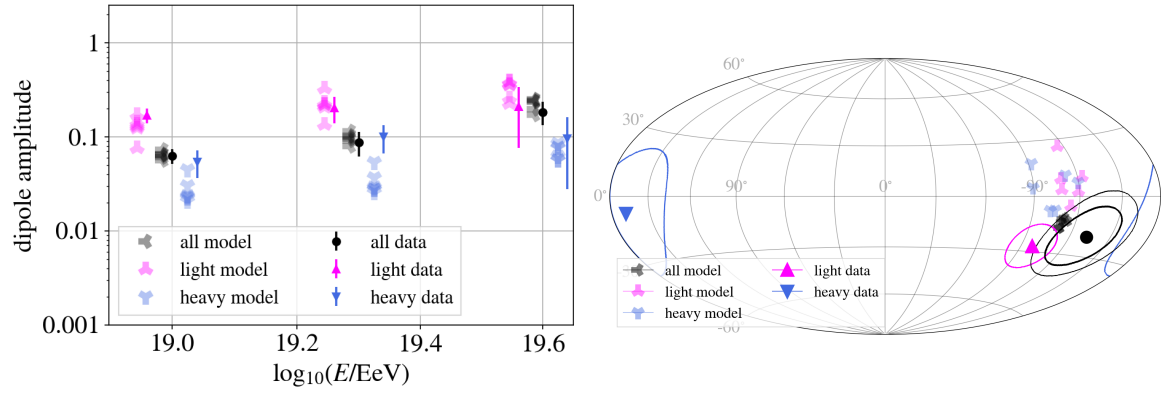 dipole amplitude
1
0.1
0.01
0.001
all model
light model
heavy model
all data
light data
heavy data
19.0
19.2
19.4
19.6
log10(E/EeV)
60°
30°
0°
90°
0°
-90°
all model
light model
heavy model
light data
heavy data
-60